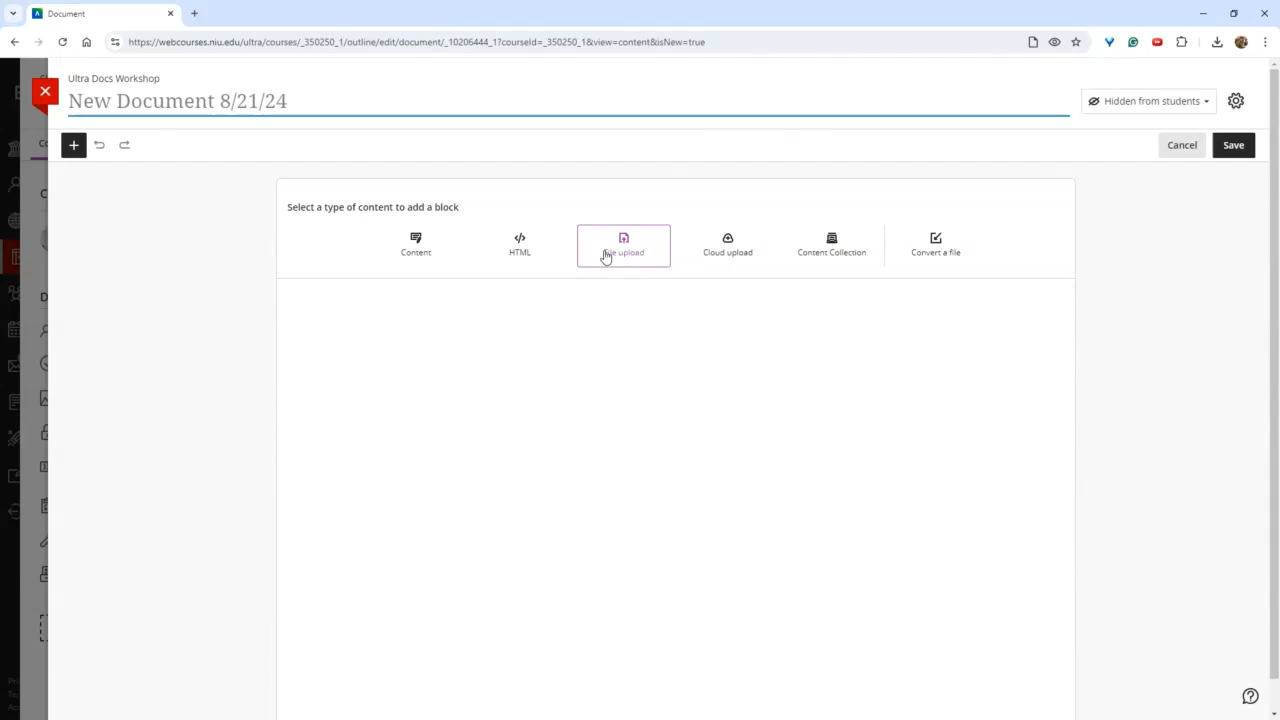 Document
https://webcourses.niu.edu/ultra/courses/_350250_1/outline/edit/document/_10206444_1?courseId=_350250_1&view=content&isNew=true
Ultra Docs Workshop
New Document 8/21/24
Hidden from students
Cancel
Save
Select a type of content to add a block
Content
HTML
File upload
Cloud upload
Content Collection
Convert a file